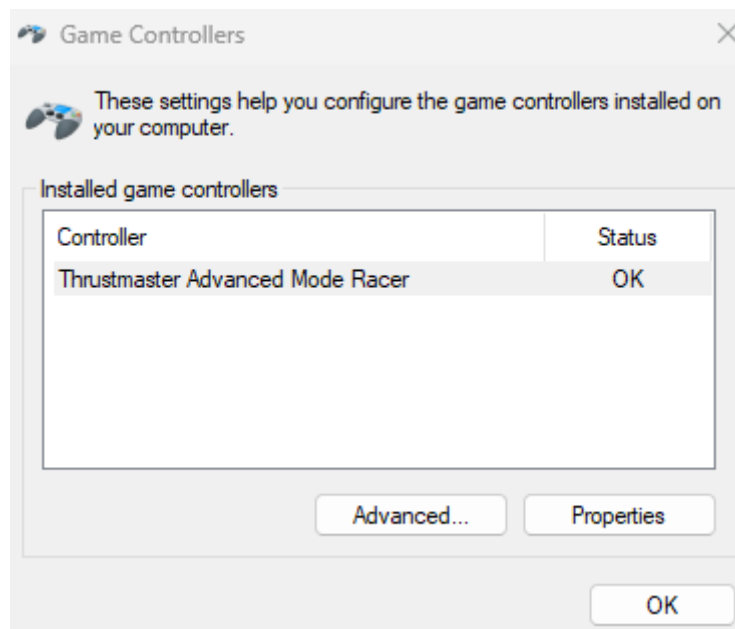 Game Controllers
These settings help you configure the game controllers installed on
your computer.
Installed game controllers
Controller Status
Thrustmaster Advanced Mode Racer OK
Advanced... Properties
OK